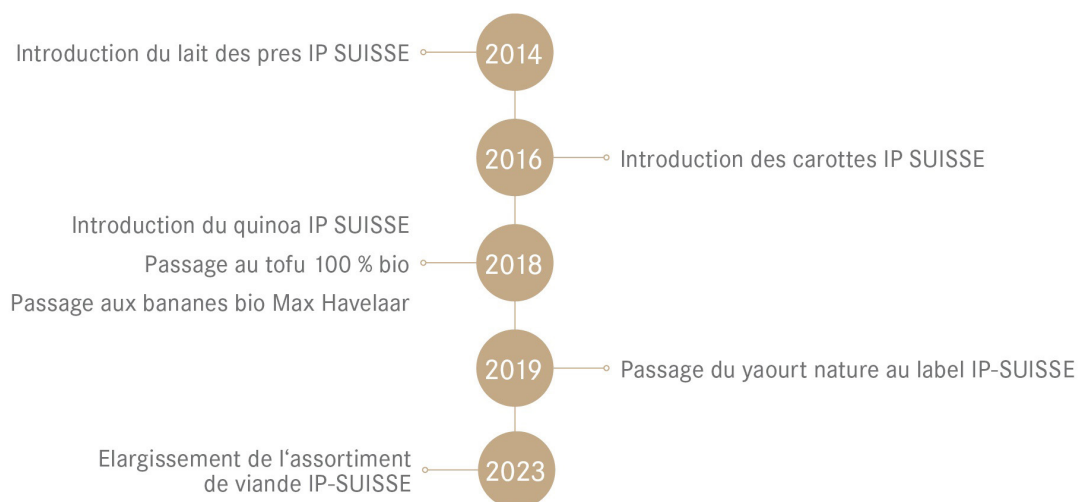 Introduction du lait des pres IP SUISSE
2014
2016
Introduction des carottes IP SUISSE
Introduction du quinoa IP SUISSE
Passage au tofu 100 % bio
Passage aux bananes bio Max Havelaar
2018
2019
Passage du yaourt nature au label IP-SUISSE
Elargissement de l‘assortiment
de viande IP-SUISSE
2023